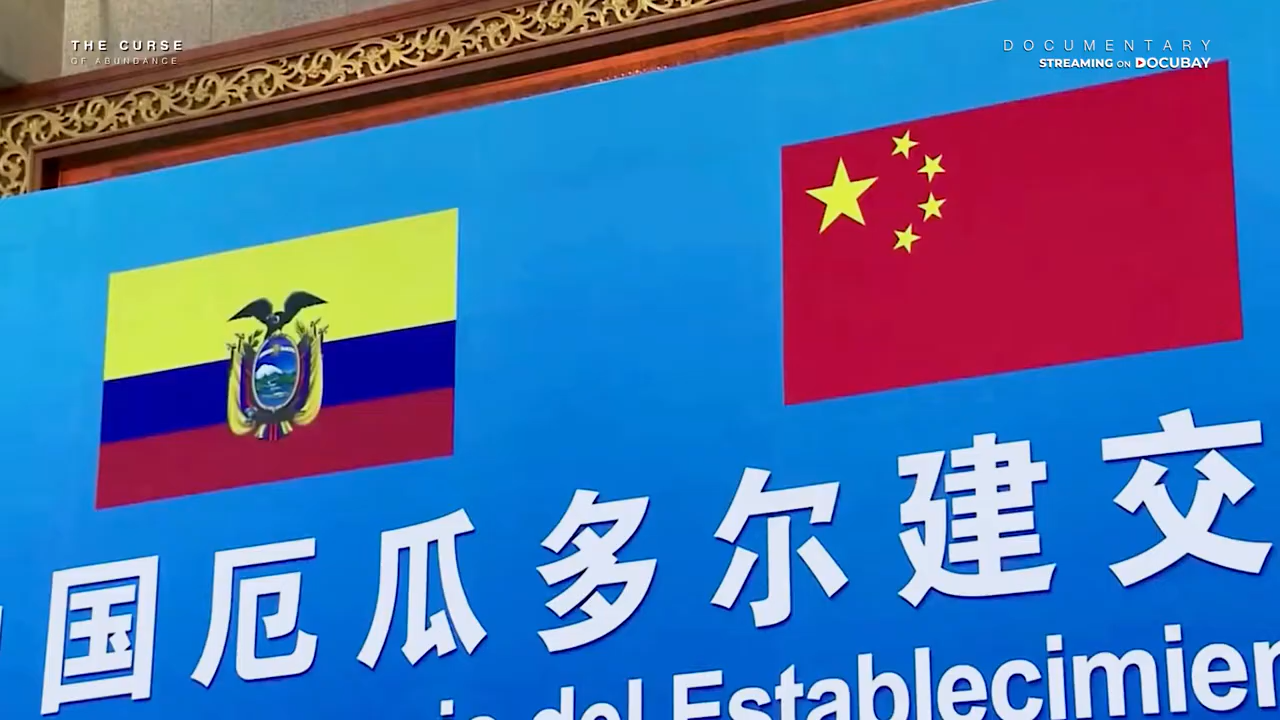 THE CURSE
OF ABUNDANCE
DOCUMENTARY
STREAMING ON DOCUBAY
国厄瓜多尔建交
del Establecimien